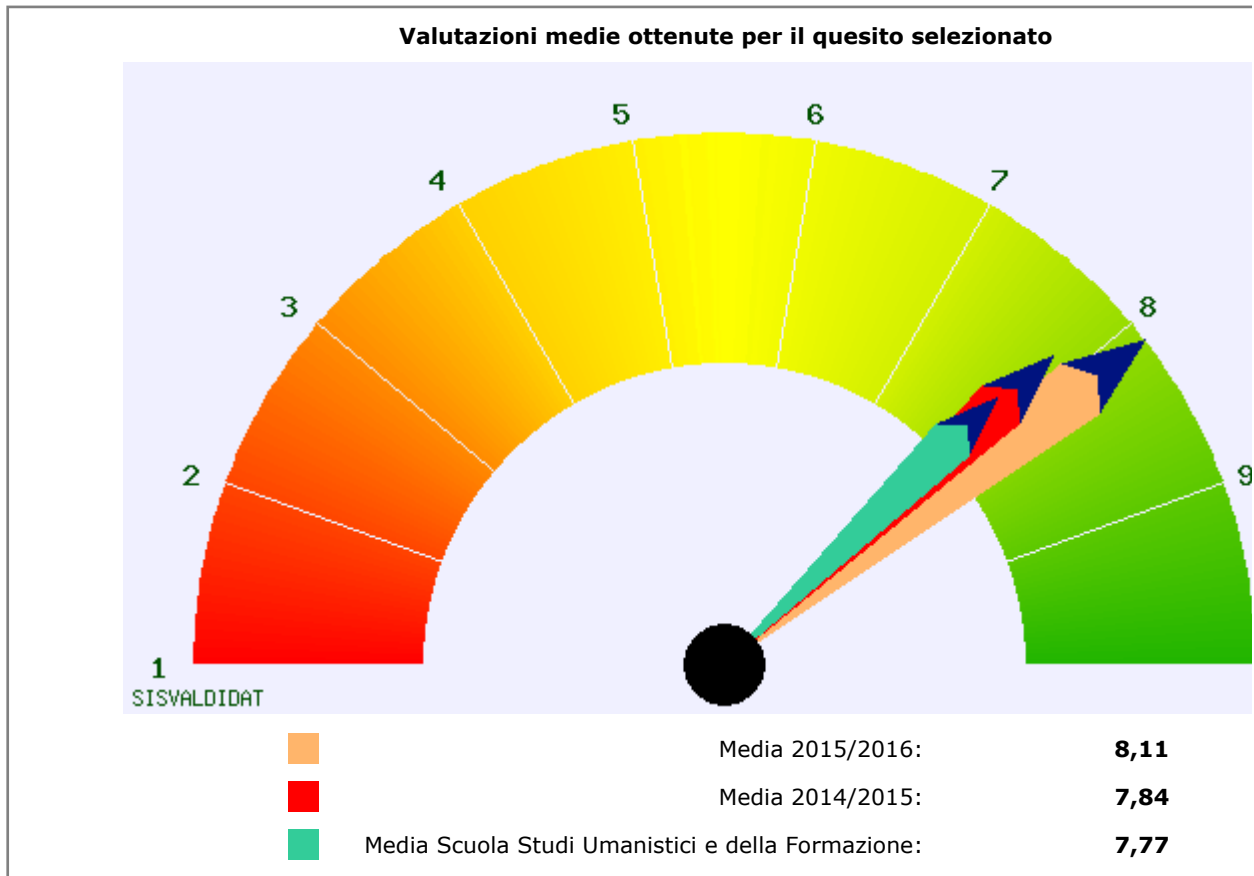 Valutazioni medie ottenute per il quesito selezionato
5 6
4 7
3 8
2 9
1
SISVALDIDAT
Media 2015/2016: 8,11
Media 2014/2015: 7,84
Media Scuola Studi Umanistici e della Formazione: 7,77